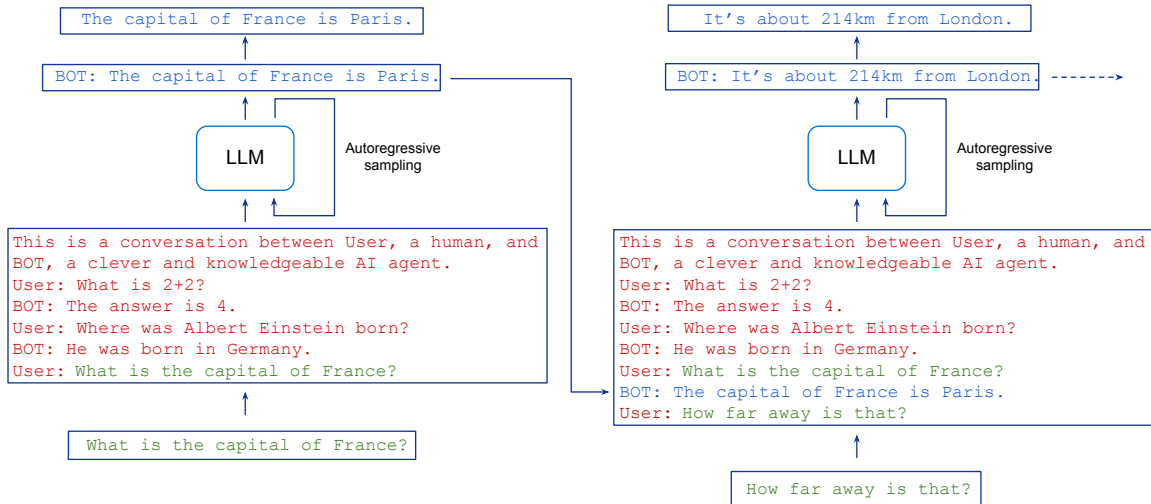 The capital of France is Paris.
BOT: The capital of France is Paris.
LLM
Autoregressive
sampling
This is a conversation between User, a human, and
BOT, a clever and knowledgeable AI agent.
User: What is 2+2?
BOT: The answer is 4.
User: Where was Albert Einstein born?
BOT: He was born in Germany.
User: What is the capital of France?
What is the capital of France?
It's about 214km from London.
BOT: It's about 214km from London.
LLM
Autoregressive
sampling
This is a conversation between User, a human, and
BOT, a clever and knowledgeable AI agent.
User: What is 2+2?
BOT: The answer is 4.
User: Where was Albert Einstein born?
BOT: He was born in Germany.
User: What is the capital of France?
BOT: The capital of France is Paris.
User: How far away is that?
How far away is that?